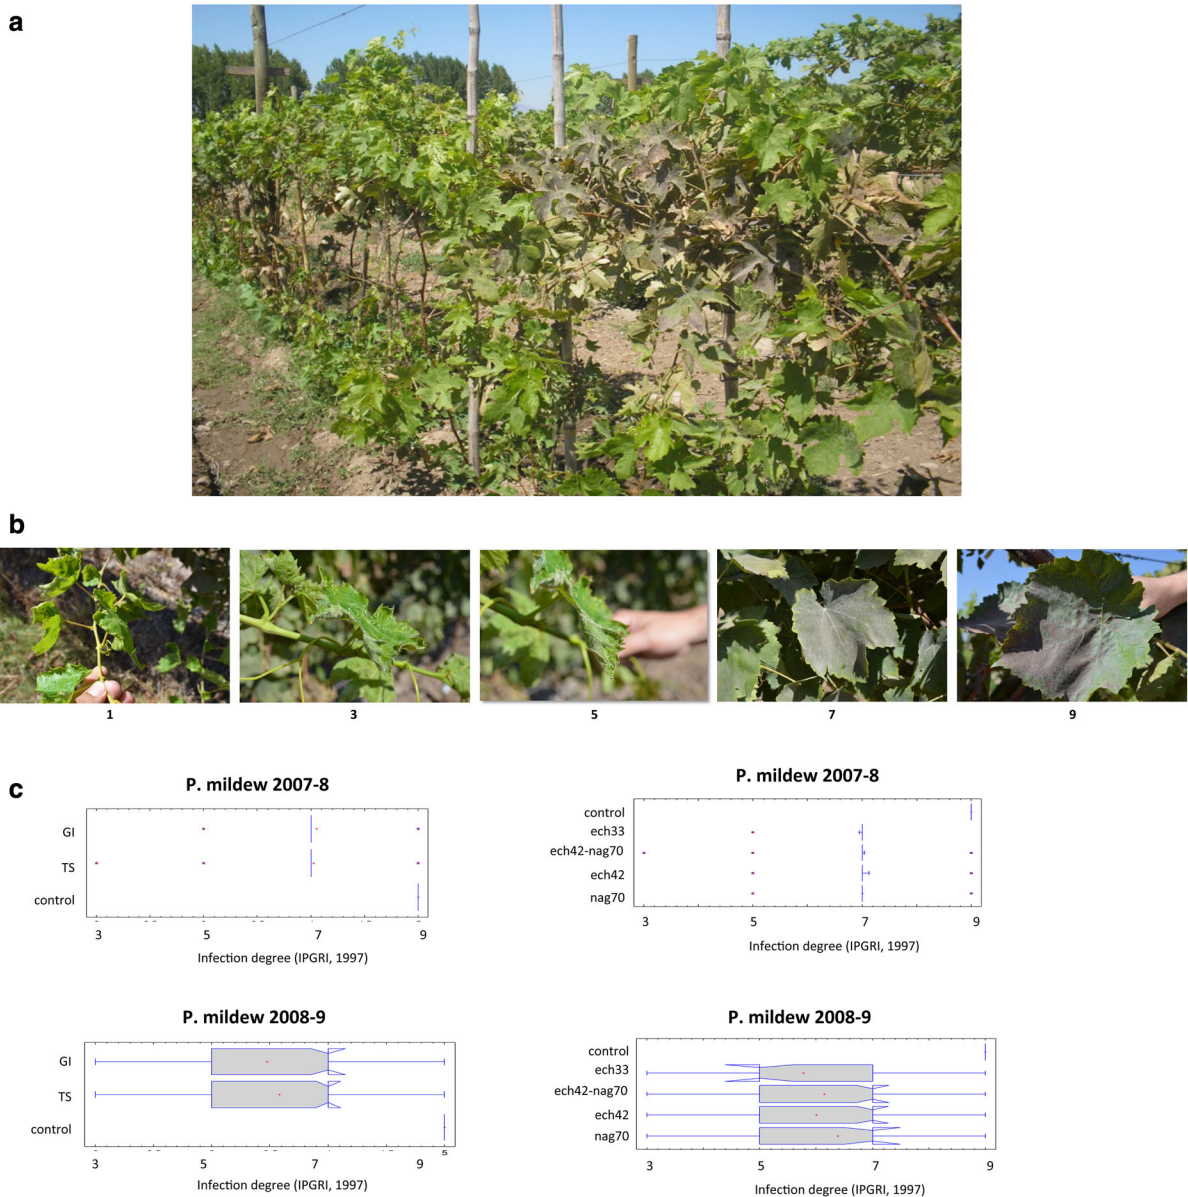 a
b
1 3 5 7 9
c
P. mildew 2007-8
GI
TS
control
3 5 7 9
Infection degree (IPGRI, 1997)
P. mildew 2007-8
control
ech33
ech42-nag70
ech42
nag70
3 5 7 9
Infection degree (IPGRI, 1997)
P. mildew 2008-9
GI
TS
control
3 5 7 9
Infection degree (IPGRI, 1997)
P. mildew 2008-9
control
ech33
ech42-nag70
ech42
nag70
3 5 7 9
Infection degree (IPGRI, 1997)